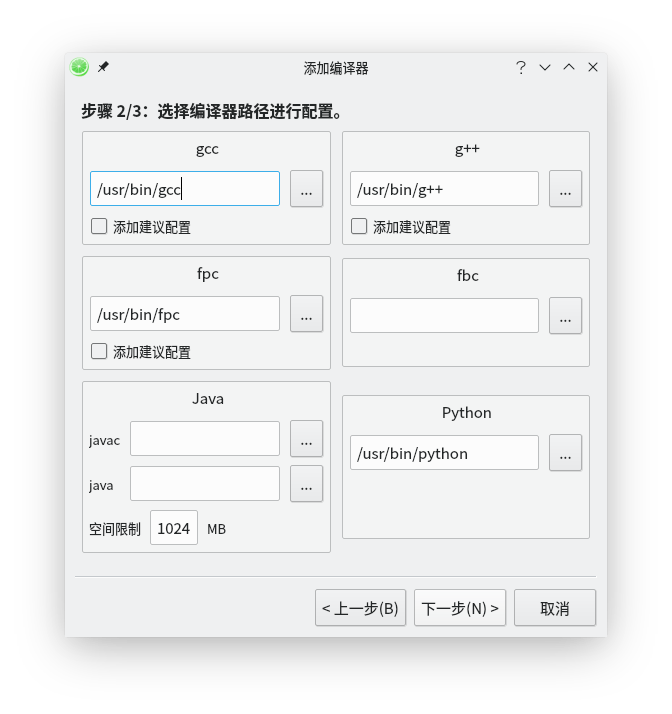 添加编译器
步骤 2/3：选择编译器路径进行配置。
gcc
/usr/bin/gcc
...
添加建议配置
g++
/usr/bin/g++
...
添加建议配置
fpc
/usr/bin/fpc
...
添加建议配置
fbc
...
Java
javac
...
java
...
空间限制 1024 MB
Python
/usr/bin/python
...
< 上一步(B) 下一步(N) > 取消